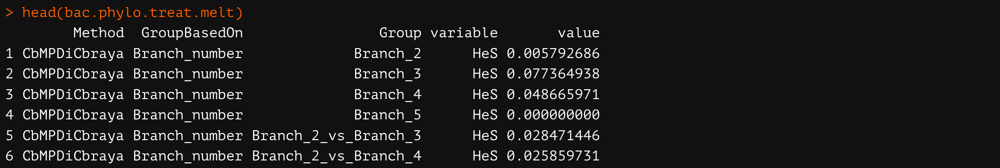 > head(bac.phylo.treat.melt)
Method GroupBasedOn Group variable value
1 CbMPDiCbraya Branch_number Branch_2 HeS 0.005792686
2 CbMPDiCbraya Branch_number Branch_3 HeS 0.077364938
3 CbMPDiCbraya Branch_number Branch_4 HeS 0.048665971
4 CbMPDiCbraya Branch_number Branch_5 HeS 0.000000000
5 CbMPDiCbraya Branch_number Branch_2_vs_Branch_3 HeS 0.028471446
6 CbMPDiCbraya Branch_number Branch_2_vs_Branch_4 HeS 0.025859731